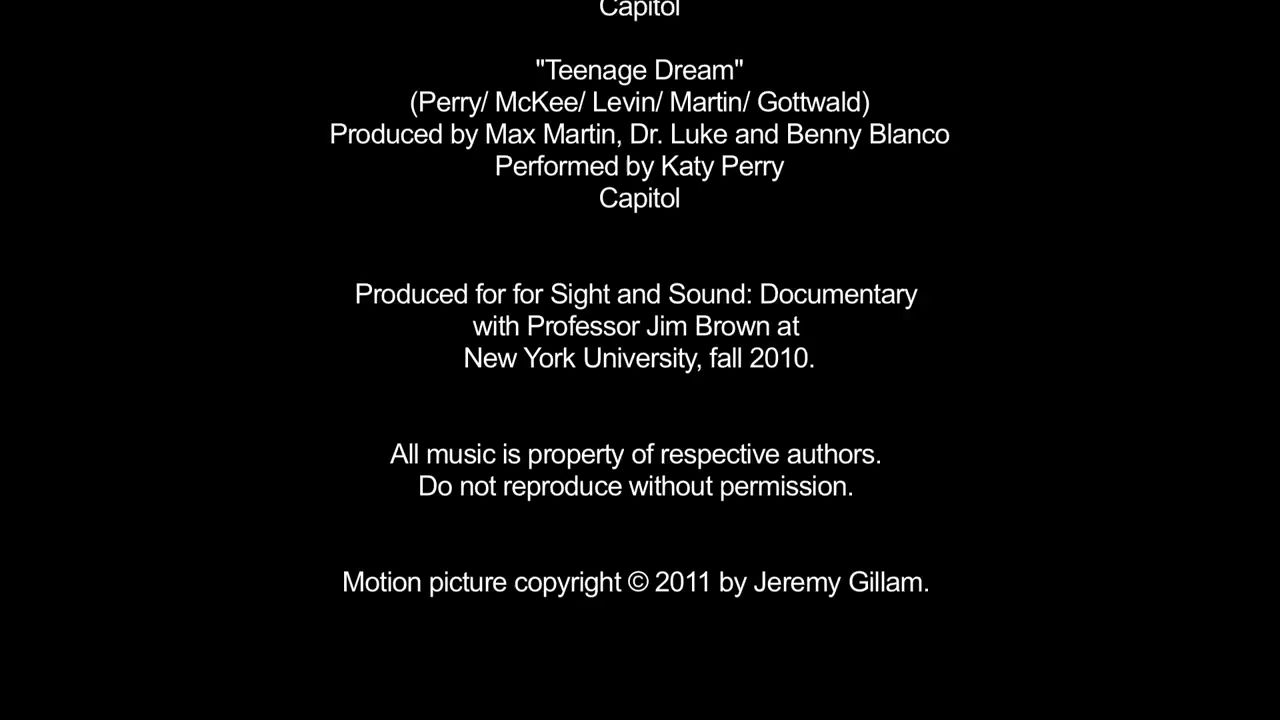 Capitol
"Teenage Dream"
(Perry/ McKee/ Levin/ Martin/ Gottwald)
Produced by Max Martin, Dr. Luke and Benny Blanco
Performed by Katy Perry
Capitol
Produced for for Sight and Sound: Documentary
with Professor Jim Brown at
New York University, fall 2010.
All music is property of respective authors.
Do not reproduce without permission.
Motion picture copyright © 2011 by Jeremy Gillam.